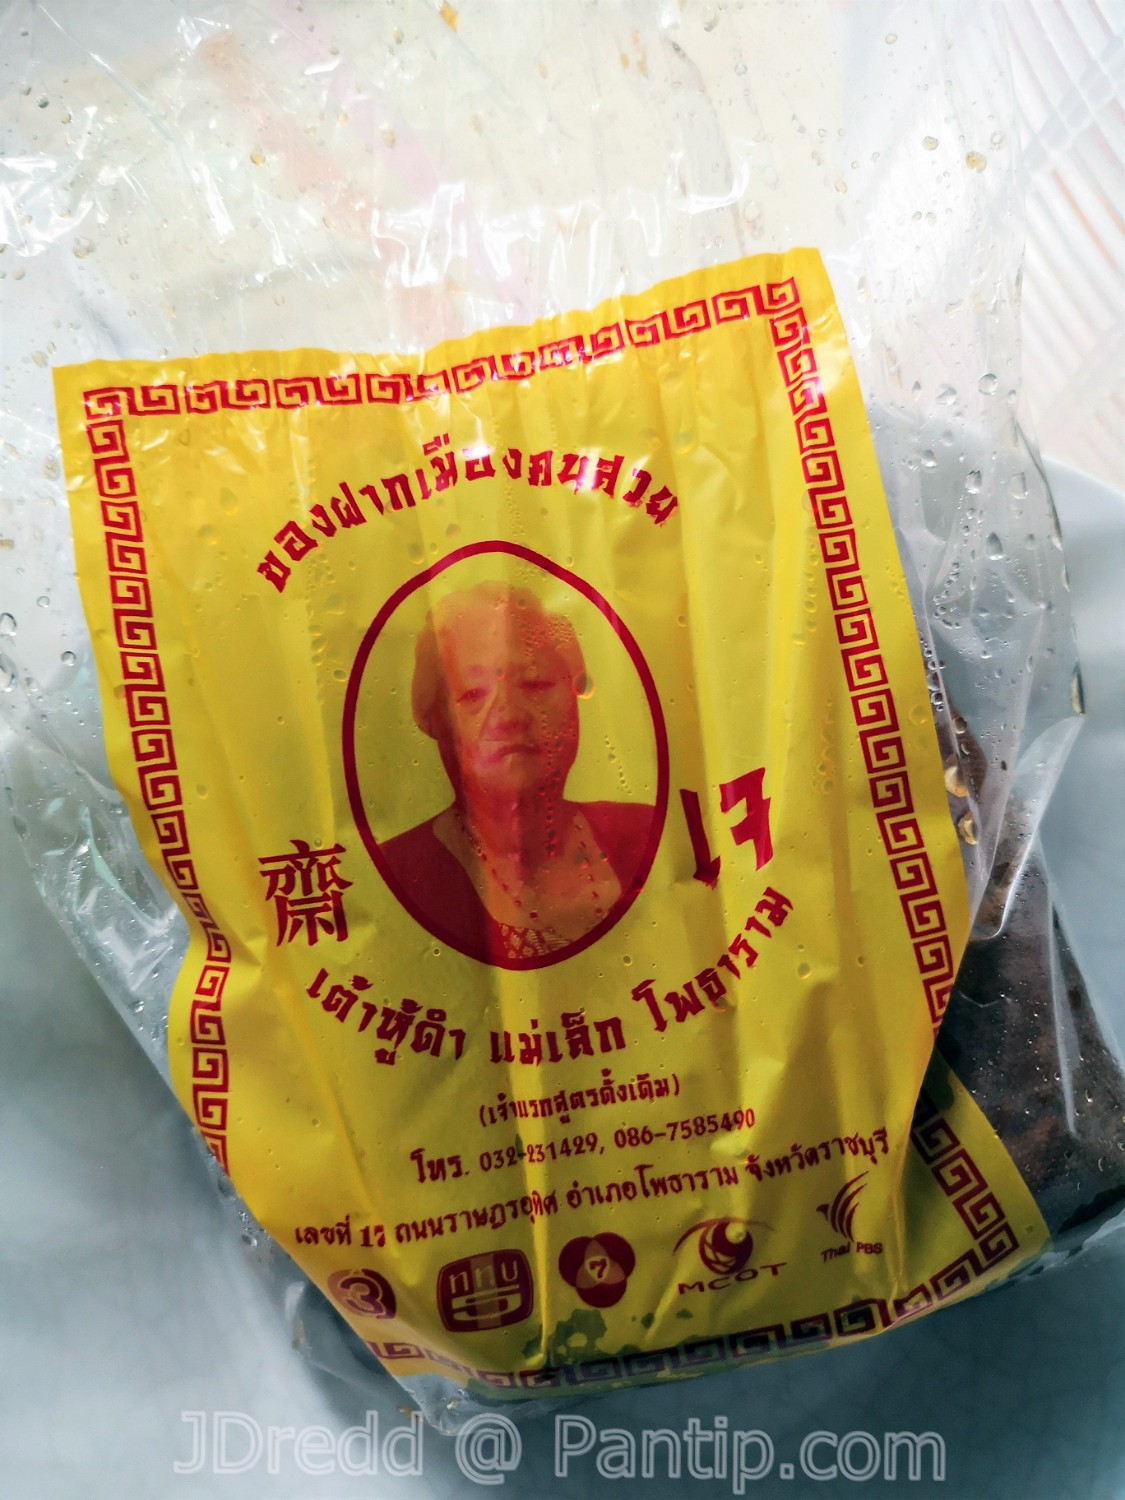 ของฝากเมืองคนสวย
齋
เจ
เต้าหู้ดำ แม่เล็ก โพธาราม
(เจ้าแรกสูตรดั้งเดิม)
โทร. 032-231429, 086-7585490
เลขที่ ถนนราษฎรอุทิศ อำเภอโพธาราม จังหวัดราชบุรี
3
ททบ 5
7
MCOT
Thai PBS
JDredd @ Pantip.com